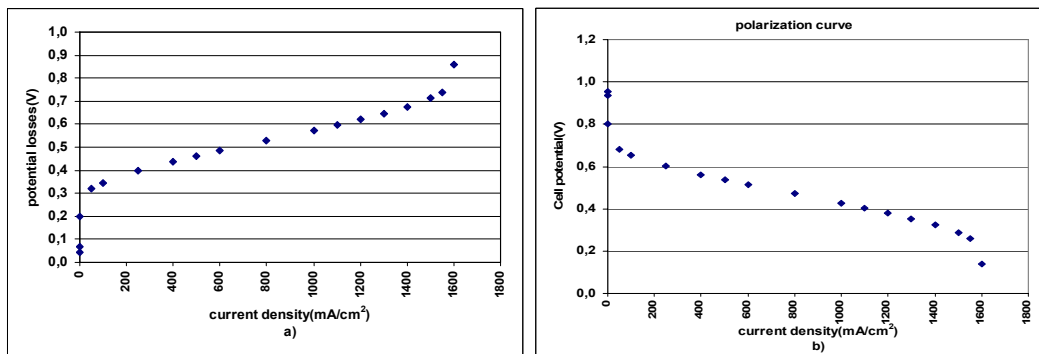 1,0
0,9
0,8
0,7
0,6
0,5
0,4
0,3
0,2
0,1
0,0
potential losses(V)
0 200 400 600 800 1000 1200 1400 1600 1800
current density(mA/cm²)
a)
polarization curve
1,2
1,0
0,8
0,6
0,4
0,2
0,0
Cell potential(V)
0 200 400 600 800 1000 1200 1400 1600 1800
current density(mA/cm²)
b)